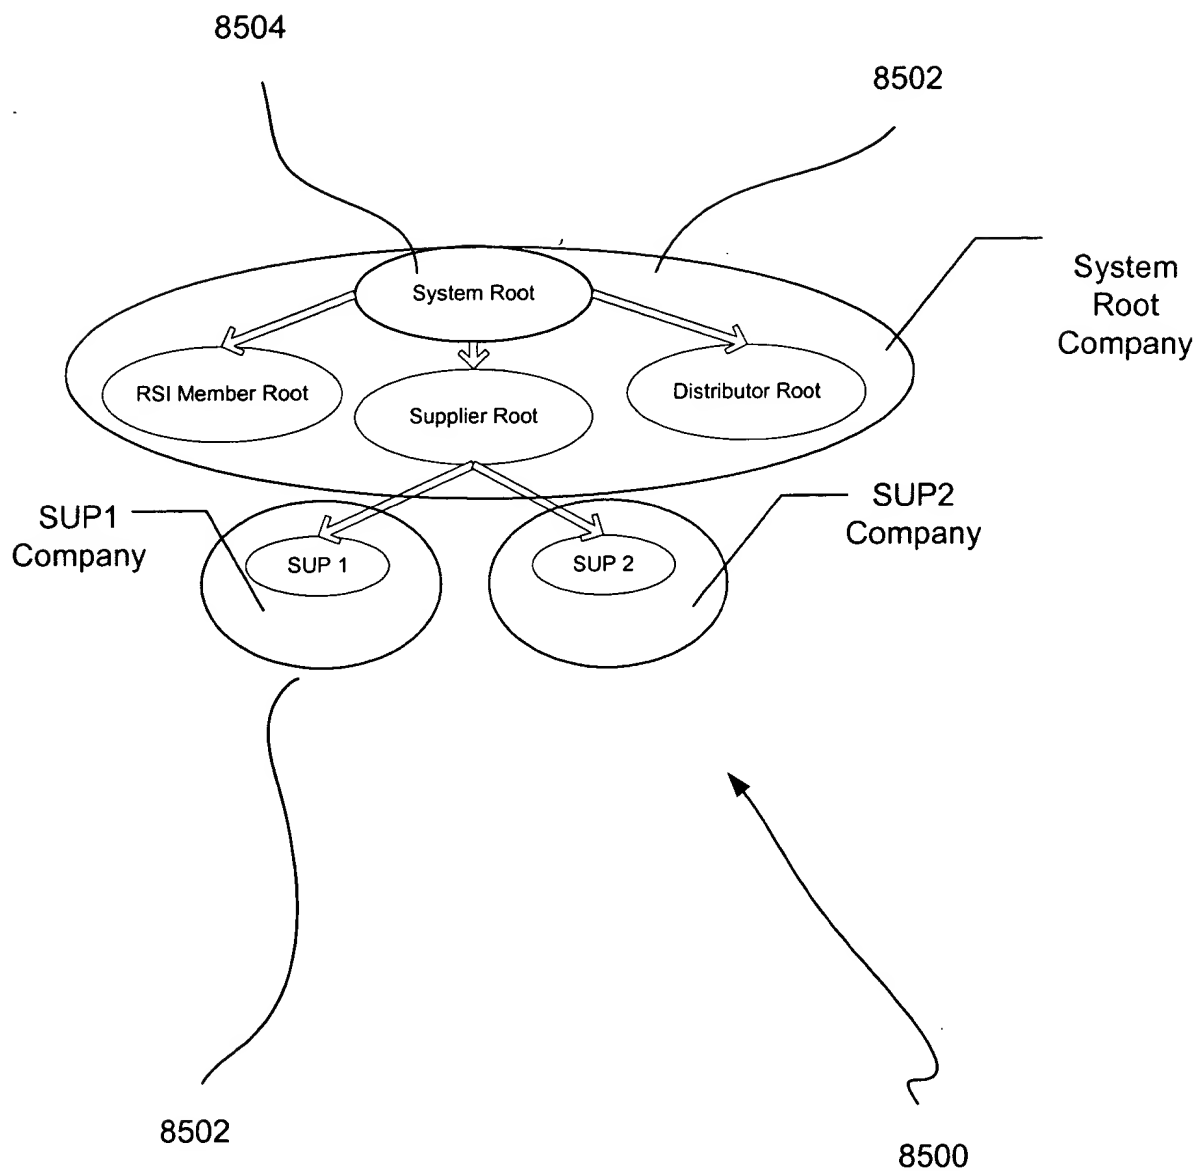 8504
8502
System Root
System
Root
Company
RSI Member Root
Supplier Root
Distributor Root
SUP1
Company
SUP2
Company
SUP 1
SUP 2
8502
8500